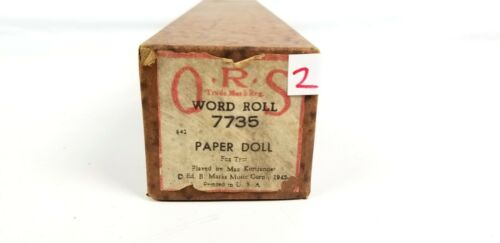 Q·R·S
Trade Mark Reg.
2
WORD ROLL
7735
PAPER DOLL
Fox Trot
Played by Max Kortlander
© Ed. B. Marks Music Corp.
Printed in U. S. A